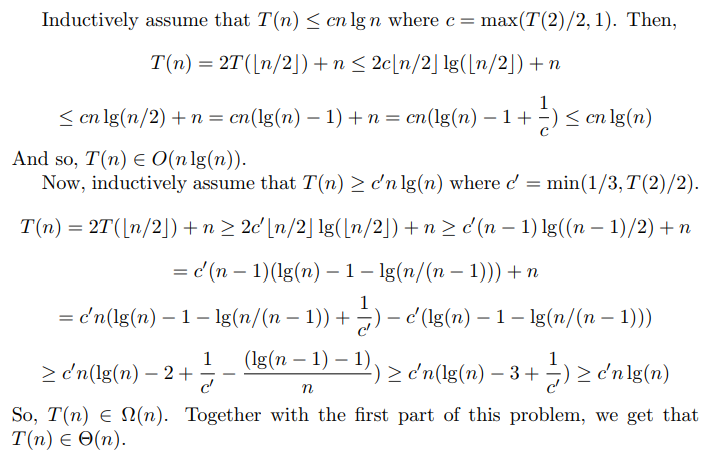 Inductively assume that T(n) ≤ cn lg n where c = max(T(2)/2, 1). Then,
T(n) = 2T(⌊n/2⌋) + n ≤ 2c⌊n/2⌋ lg(⌊n/2⌋) + n
≤ cn lg(n/2) + n = cn(lg(n) − 1) + n = cn(lg(n) − 1 + 1/c) ≤ cn lg(n)
And so, T(n) ∈ O(n lg(n)).
Now, inductively assume that T(n) ≥ c′n lg(n) where c′ = min(1/3, T(2)/2).
T(n) = 2T(⌊n/2⌋) + n ≥ 2c′⌊n/2⌋ lg(⌊n/2⌋) + n ≥ c′(n − 1) lg((n − 1)/2) + n
= c′(n − 1)(lg(n) − 1 − lg(n/(n − 1))) + n
= c′n(lg(n) − 1 − lg(n/(n − 1)) + 1/c′) − c′(lg(n) − 1 − lg(n/(n − 1)))
≥ c′n(lg(n) − 2 + 1/c′ − (lg(n − 1) − 1)/n) ≥ c′n(lg(n) − 3 + 1/c′) ≥ c′n lg(n)
So, T(n) ∈ Ω(n). Together with the first part of this problem, we get that
T(n) ∈ Θ(n).